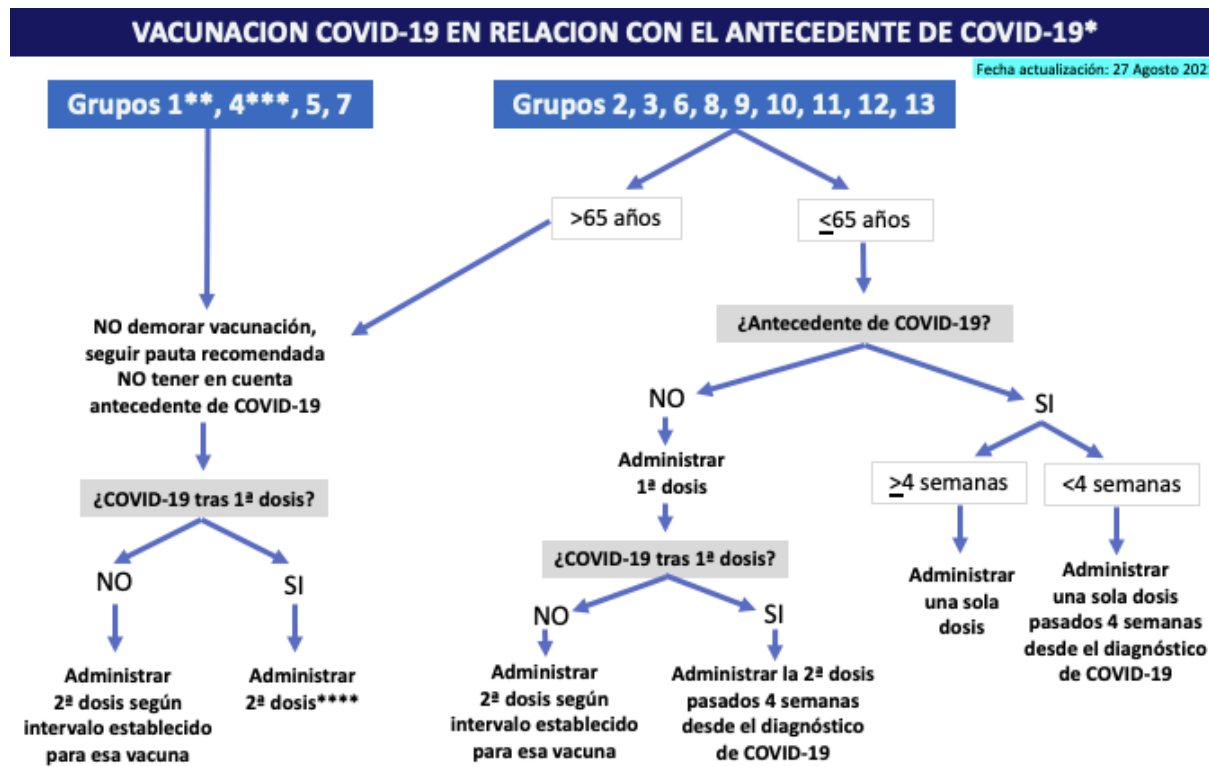 VACUNACION COVID-19 EN RELACION CON EL ANTECEDENTE DE COVID-19*
Fecha actualización: 27 Agosto 202
Grupos 1**, 4***, 5, 7
Grupos 2, 3, 6, 8, 9, 10, 11, 12, 13
>65 años
<65 años
NO demorar vacunación,
seguir pauta recomendada
NO tener en cuenta
antecedente de COVID-19
¿Antecedente de COVID-19?
NO
SI
Administrar
1ª dosis
>4 semanas
<4 semanas
¿COVID-19 tras 1ª dosis?
¿COVID-19 tras 1ª dosis?
Administrar
una sola
dosis
Administrar
una sola dosis
pasados 4 semanas
desde el diagnóstico
de COVID-19
NO
SI
NO
SI
Administrar
2ª dosis según
intervalo establecido
para esa vacuna
Administrar
2ª dosis****
Administrar
2ª dosis según
intervalo establecido
para esa vacuna
Administrar la 2ª dosis
pasados 4 semanas
desde el diagnóstico
de COVID-19